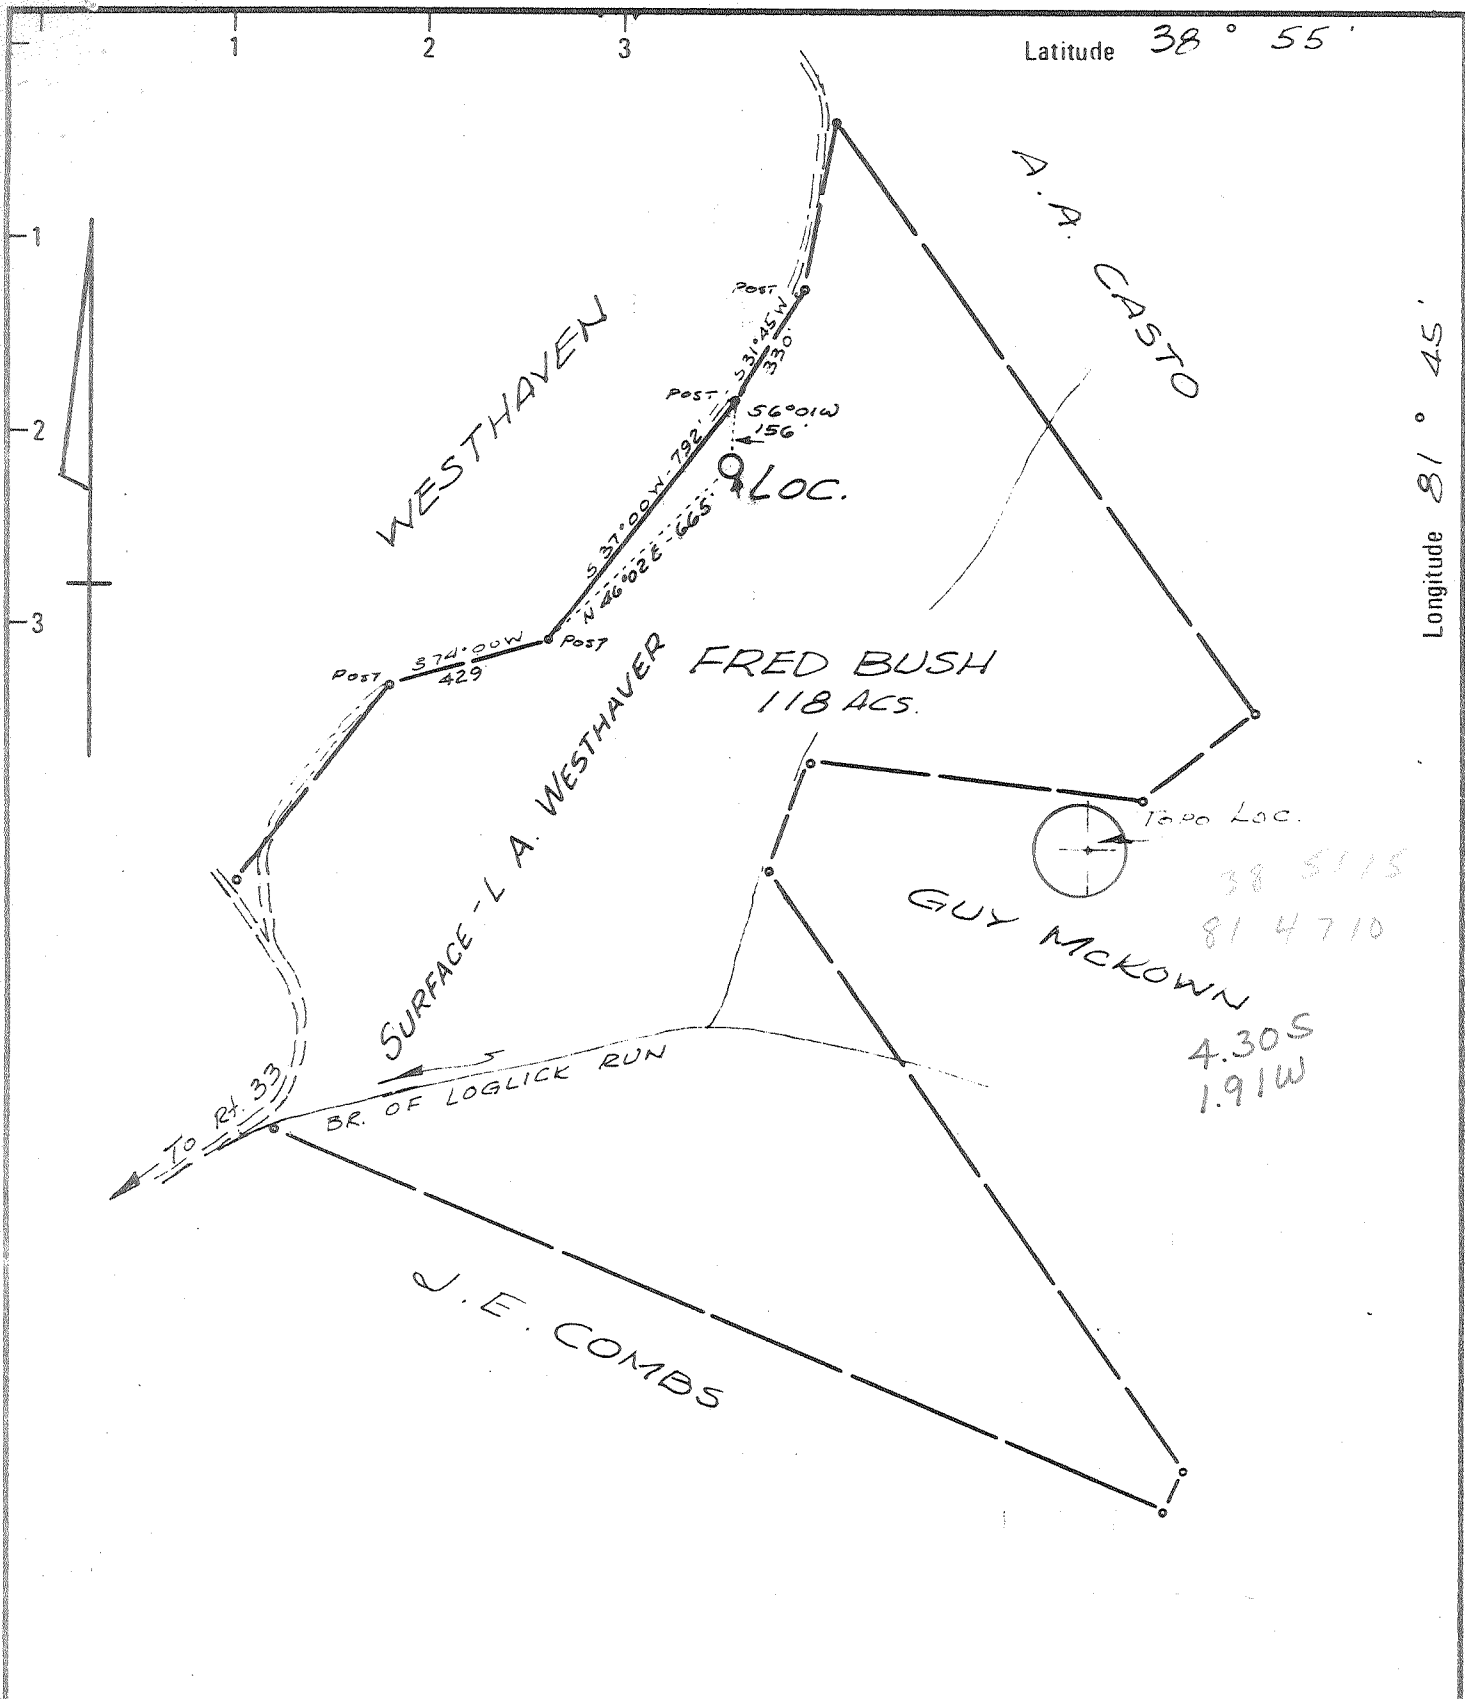 1
2
3
Latitude 38° 55'
1
2
3
Longitude 81° 45'
A. A. CASTO
WESTHAVEN
POST
S 31°45W
330'
POST
S6°01W
156'
LOC.
S 37°00W - 792'
N 46°02E - 665'
POST
S74°00W
429'
POST
FRED BUSH
118 ACS.
SURFACE - L A. WESTHAVER
TOPO LOC.
38 5115
81 4710
GUY McKOWN
4.30S
1.91W
BR. OF LOGLICK RUN
TO Rt. 33
J. E. COMBS